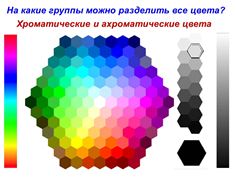 На какие группы можно разделить все цвета?
Хроматические и ахроматические цвета